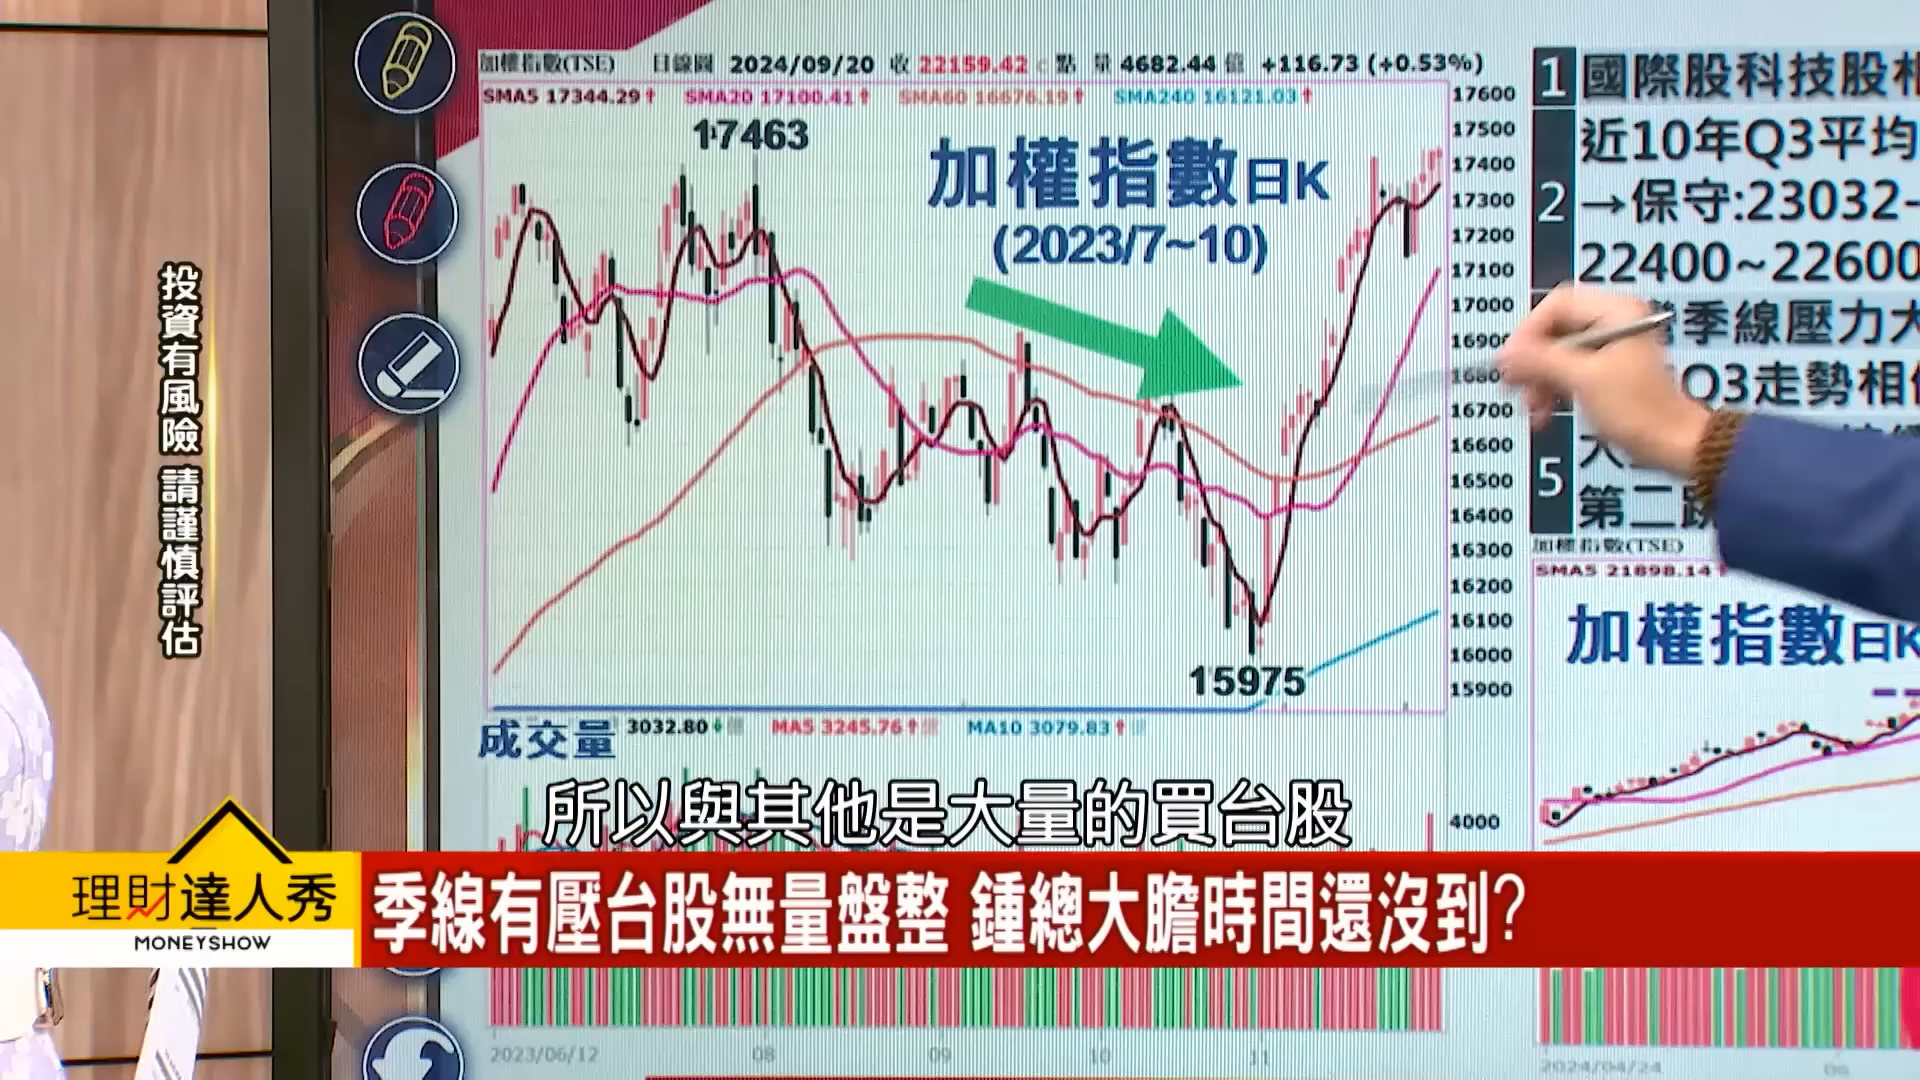 加權指數(TSE) 日線圖 2024/09/20 收 22159.42 c 點 量 4682.44 億 +116.73 (+0.53%)
SMA5 17344.29↑ SMA20 17100.41↑ SMA60 16676.19↑ SMA240 16121.03↑
17463
加權指數日K
(2023/7~10)
15975
17600
17500
17400
17300
17200
17100
17000
16900
16800
16700
16600
16500
16400
16300
16200
16100
16000
15900
成交量 3032.80↓億 MA5 3245.76↑億 MA10 3079.83↑億
4000
2023/06/12 08 09 10 11
1 國際股科技股相
2 近10年Q3平均
→保守:23032-
22400~22600
季線壓力大
Q3走勢相
5 大
第二
加權指數(TSE)
SMA5 21898.14
加權指數日K
2024/04/24 06
投資有風險 請謹慎評估
所以與其他是大量的買台股
理財達人秀
MONEYSHOW
季線有壓台股無量盤整 鍾總大膽時間還沒到?